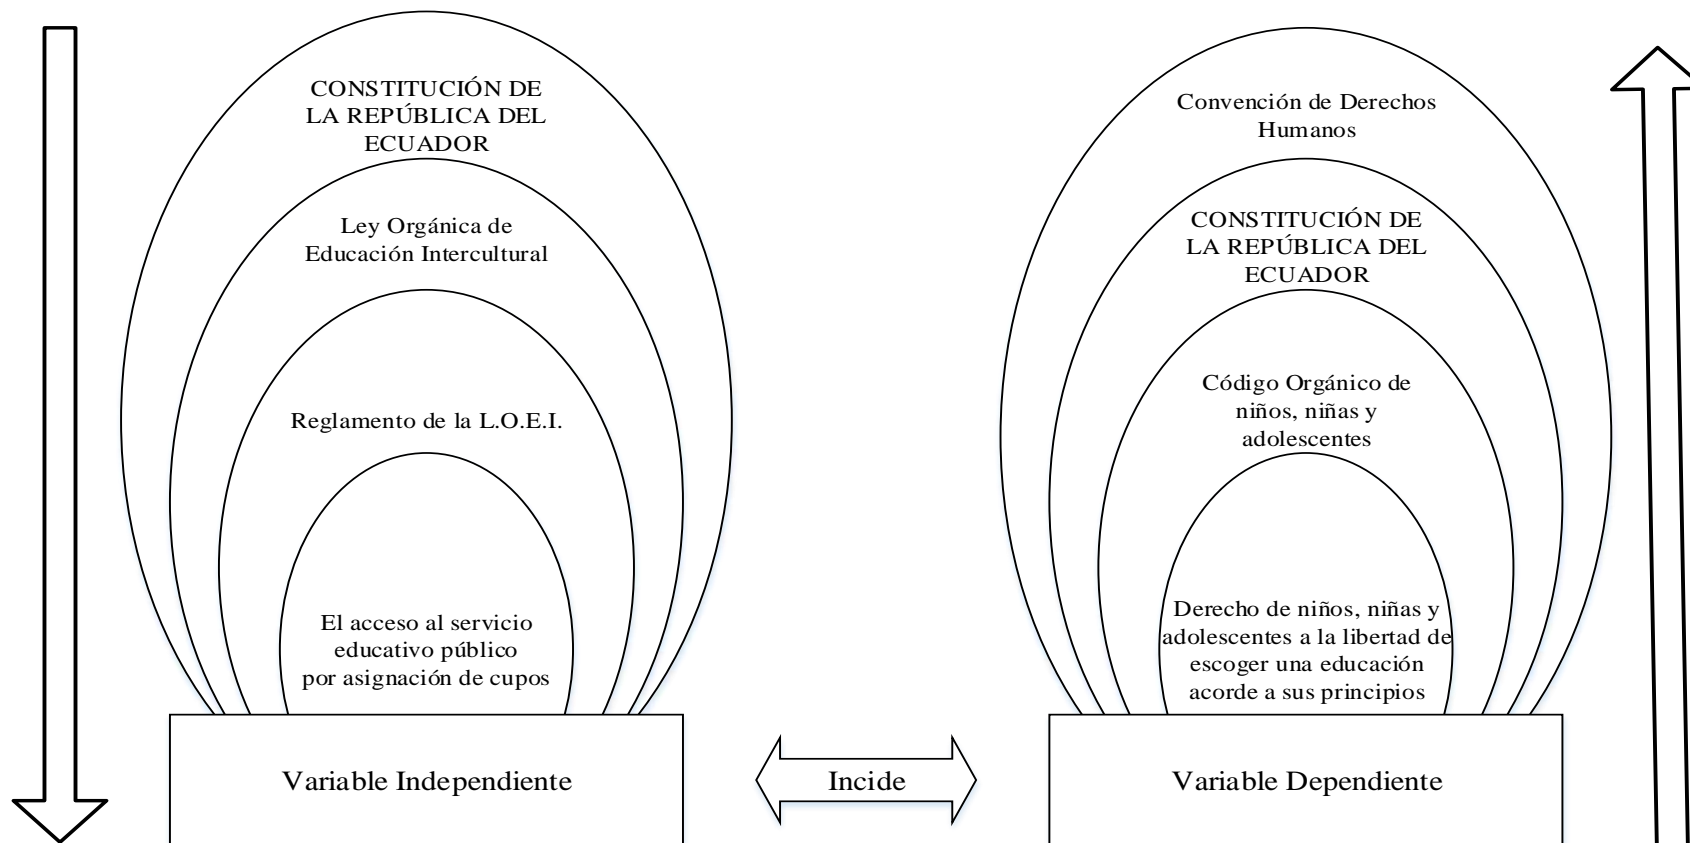 CONSTITUCIÓN DE
LA REPÚBLICA DEL
ECUADOR
Ley Orgánica de
Educación Intercultural
Reglamento de la L.O.E.I.
El acceso al servicio
educativo público
por asignación de cupos
Variable Independiente
Incide
Convención de Derechos
Humanos
CONSTITUCIÓN DE
LA REPÚBLICA DEL
ECUADOR
Código Orgánico de
niños, niñas y
adolescentes
Derecho de niños, niñas y
adolescentes a la libertad de
escoger una educación
acorde a sus principios
Variable Dependiente